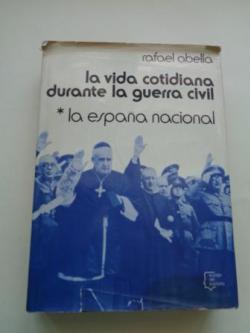 rafael abella
la vida cotidiana
durante la guerra civil
* la españa nacional